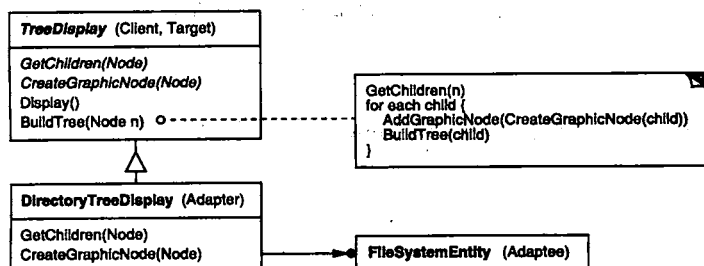 TreeDisplay (Client, Target)
GetChildren(Node)
CreateGraphicNode(Node)
Display()
BuildTree(Node n)
GetChildren(n)
for each child {
AddGraphicNode(CreateGraphicNode(child))
BuildTree(child)
}
DirectoryTreeDisplay (Adapter)
GetChildren(Node)
CreateGraphicNode(Node)
FileSystemEntity (Adaptee)